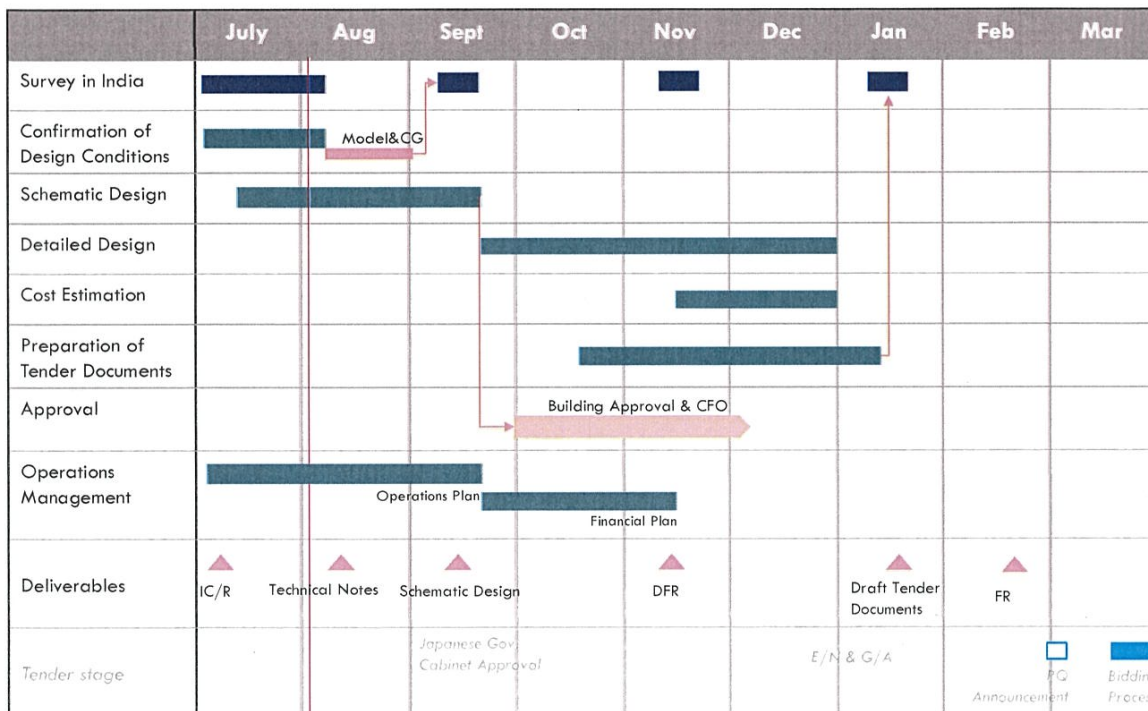 July Aug Sept Oct Nov Dec Jan Feb Mar
Survey in India
Confirmation of
Design Conditions
Model&CG
Schematic Design
Detailed Design
Cost Estimation
Preparation of
Tender Documents
Approval
Building Approval & CFO
Operations
Management
Operations Plan
Financial Plan
Deliverables
IC/R
Technical Notes
Schematic Design
DFR
Draft Tender
Documents
FR
Tender stage
Japanese Gov
Cabinet Approval
E/N & G/A
PQ
Announcement